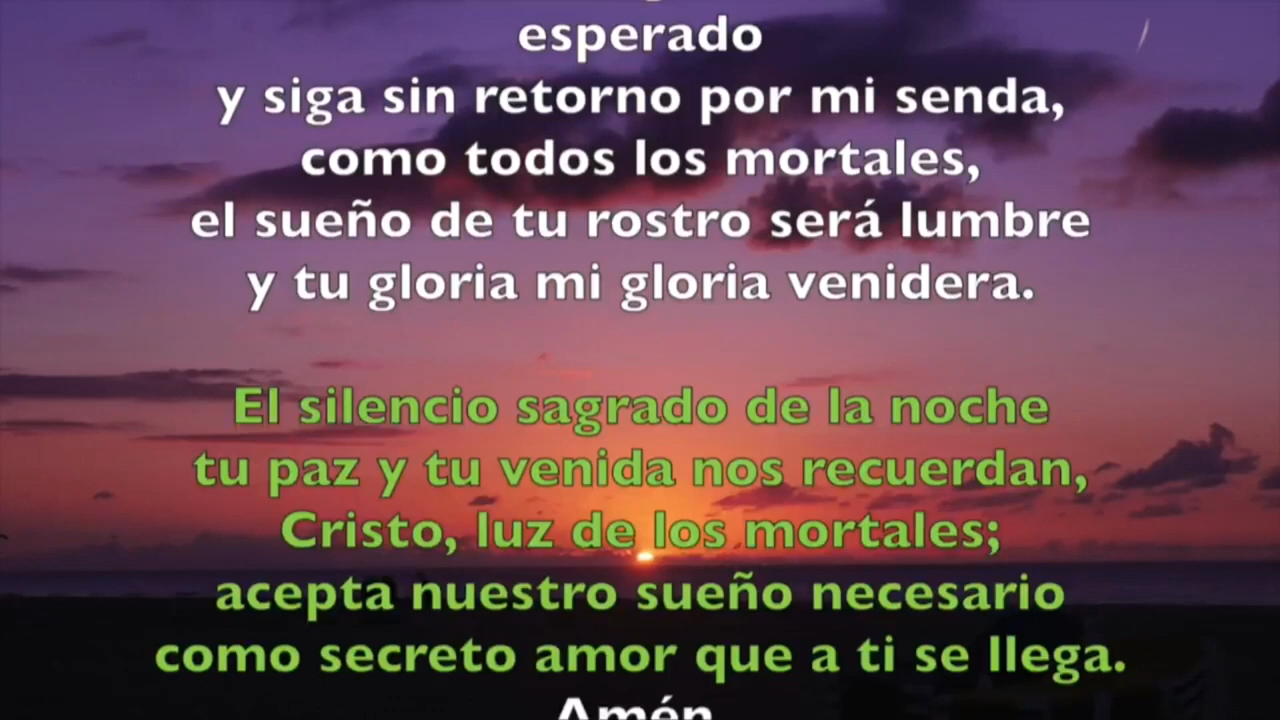 esperado
y siga sin retorno por mi senda,
como todos los mortales,
el sueño de tu rostro será lumbre
y tu gloria mi gloria venidera.
El silencio sagrado de la noche
tu paz y tu venida nos recuerdan,
Cristo, luz de los mortales;
acepta nuestro sueño necesario
como secreto amor que a ti se llega.
Amén